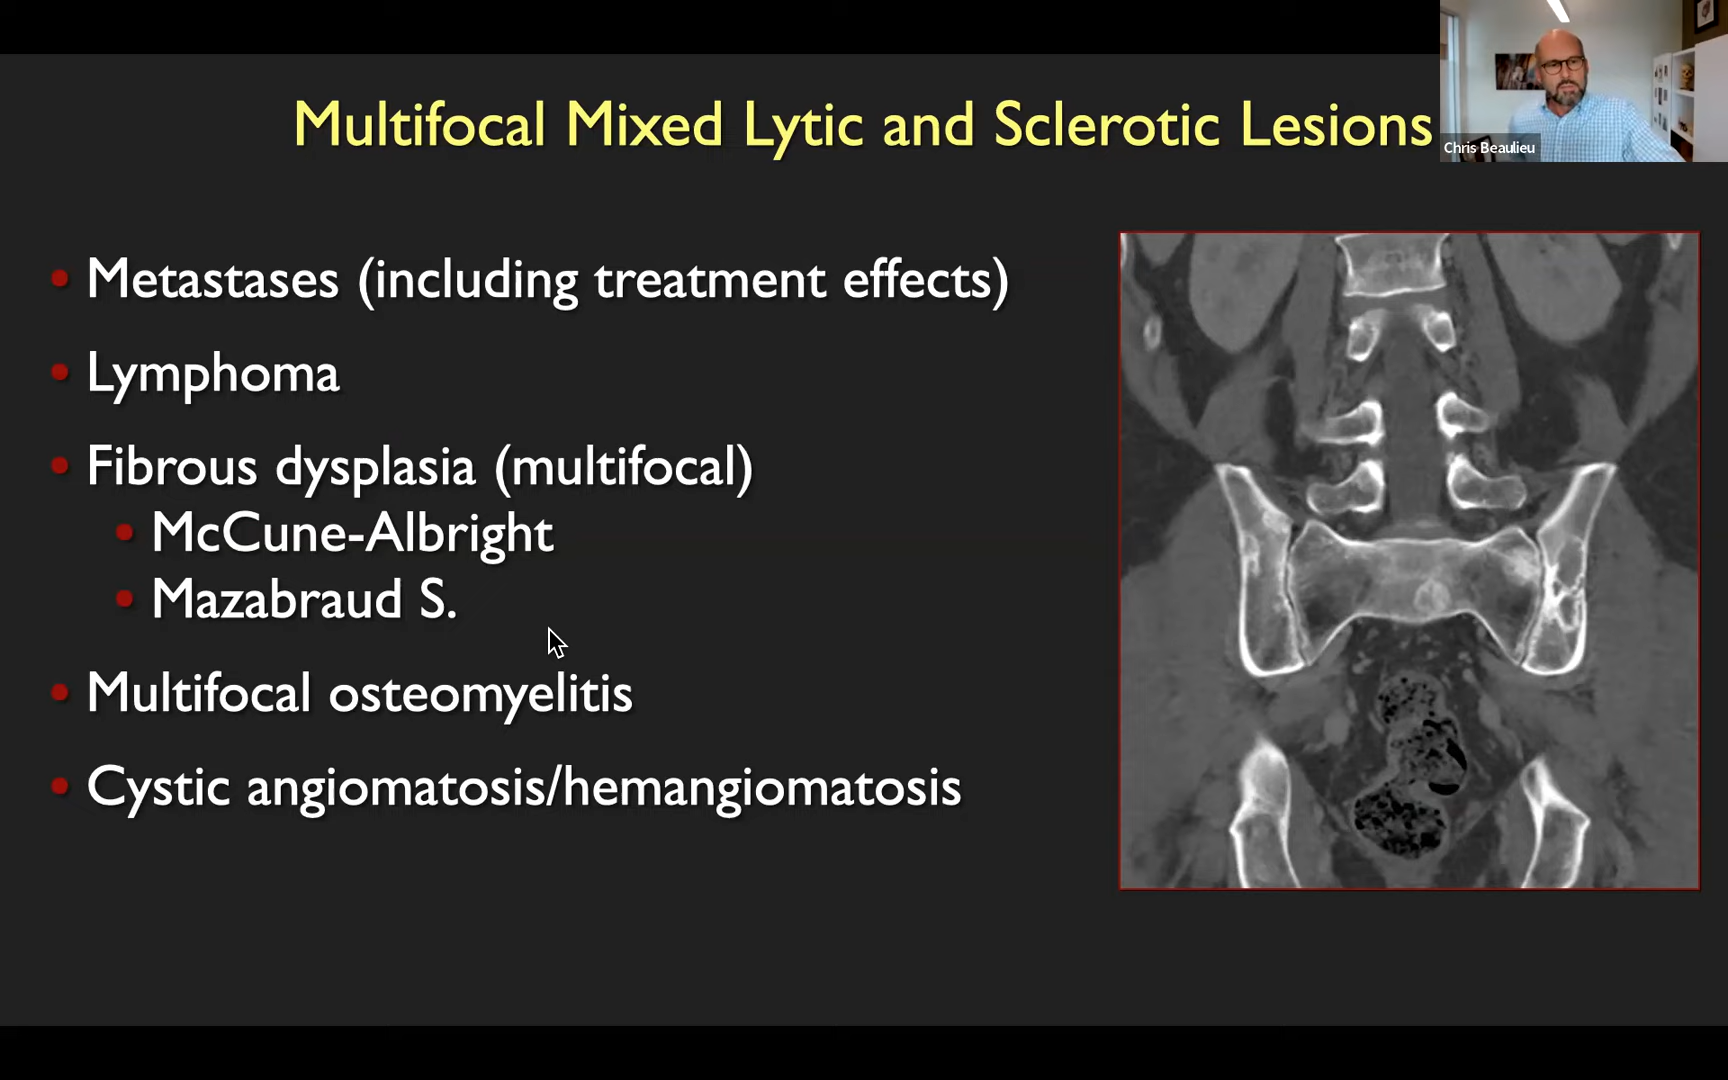 Multifocal Mixed Lytic and Sclerotic Lesions
Chris Beaulieu
• Metastases (including treatment effects)
• Lymphoma
• Fibrous dysplasia (multifocal)
• McCune-Albright
• Mazabraud S.
• Multifocal osteomyelitis
• Cystic angiomatosis/hemangiomatosis